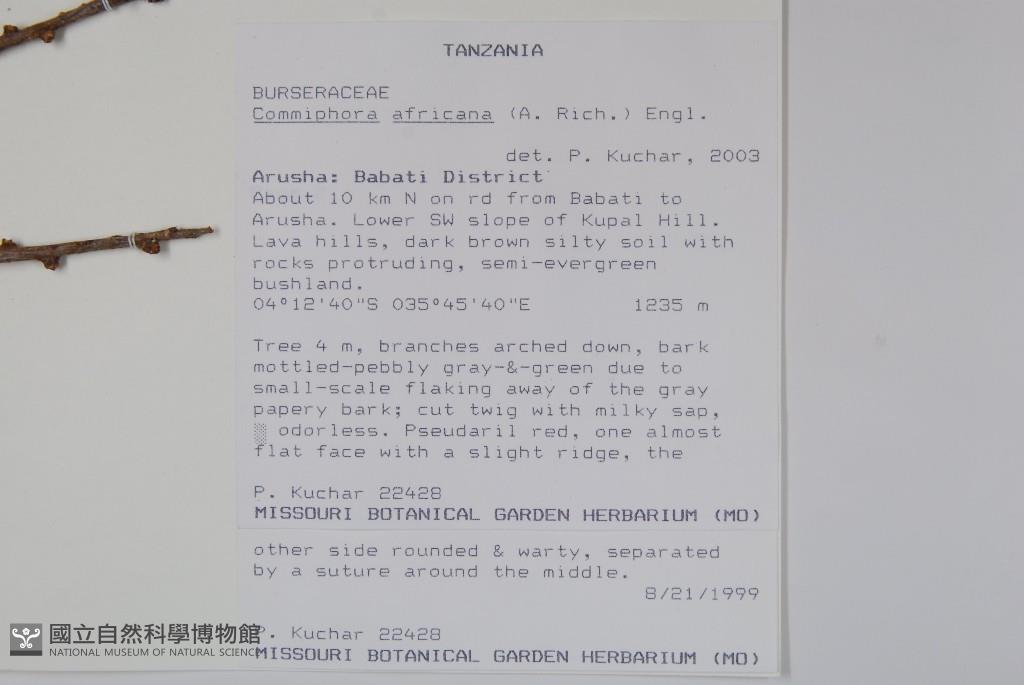 TANZANIA
BURSERACEAE
Commiphora africana (A. Rich.) Engl.
det. P. Kuchar, 2003
Arusha: Babati District
About 10 km N on rd from Babati to
Arusha. Lower SW slope of Kupal Hill.
Lava hills, dark brown silty soil with
rocks protruding, semi-evergreen
bushland.
04°12'40"S 035°45'40"E 1235 m
Tree 4 m, branches arched down, bark
mottled-pebbly gray-&-green due to
small-scale flaking away of the gray
papery bark; cut twig with milky sap,
odorless. Pseudaril red, one almost
flat face with a slight ridge, the
P. Kuchar 22428
MISSOURI BOTANICAL GARDEN HERBARIUM (MO)
other side rounded & warty, separated
by a suture around the middle.
8/21/1999
P. Kuchar 22428
MISSOURI BOTANICAL GARDEN HERBARIUM (MO)
國立自然科學博物館
NATIONAL MUSEUM OF NATURAL SCIENCE